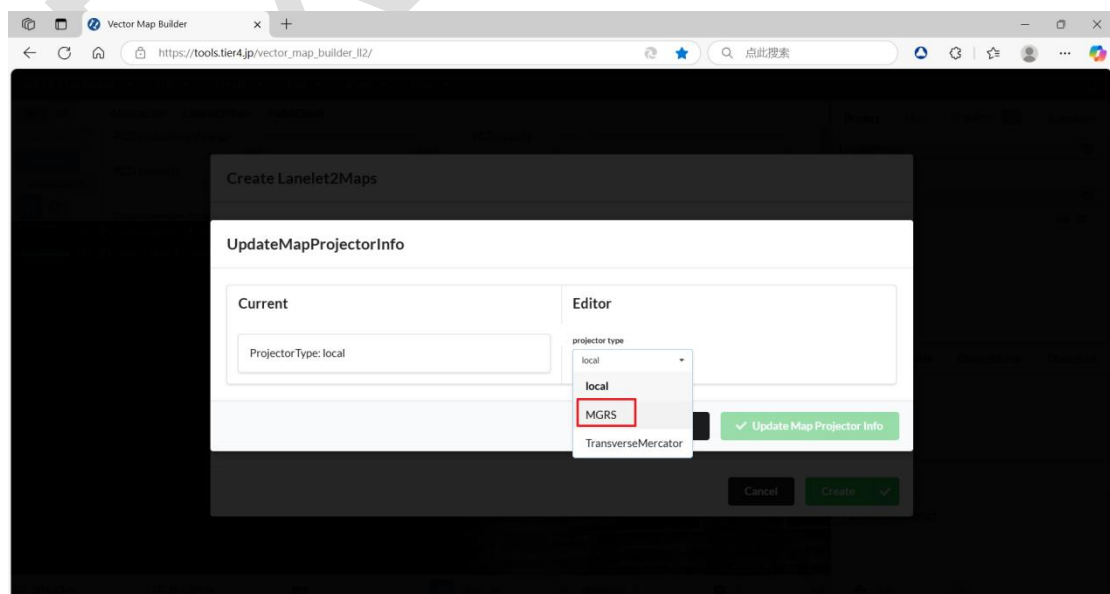 Vector Map Builder
https://tools.tier4.jp/vector_map_builder_ll2/
点此搜索
Create Lanelet2Maps
UpdateMapProjectorInfo
Current
Editor
ProjectorType: local
projector type
local
local
MGRS
TransverseMercator
Update Map Projector Info
Cancel
Create